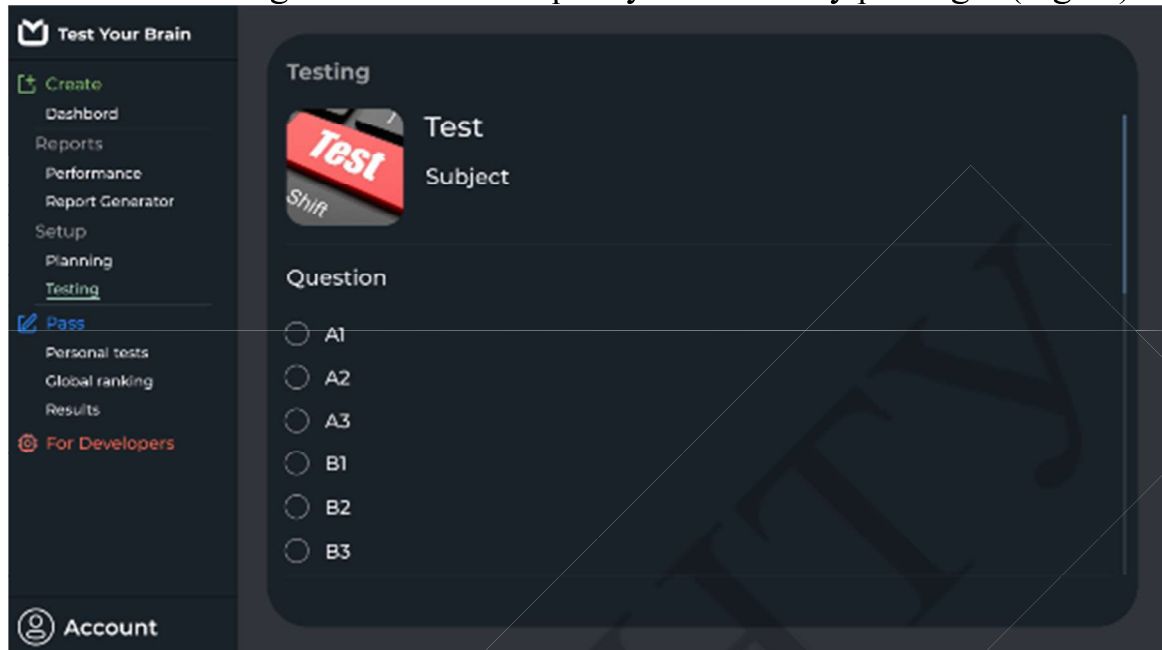 Test Your Brain
Create
Dashbord
Reports
Performance
Report Generator
Setup
Planning
Testing
Pass
Personal tests
Global ranking
Results
For Developers
Account
Testing
Test
Shift
Test
Subject
Question
A1
A2
A3
B1
B2
B3